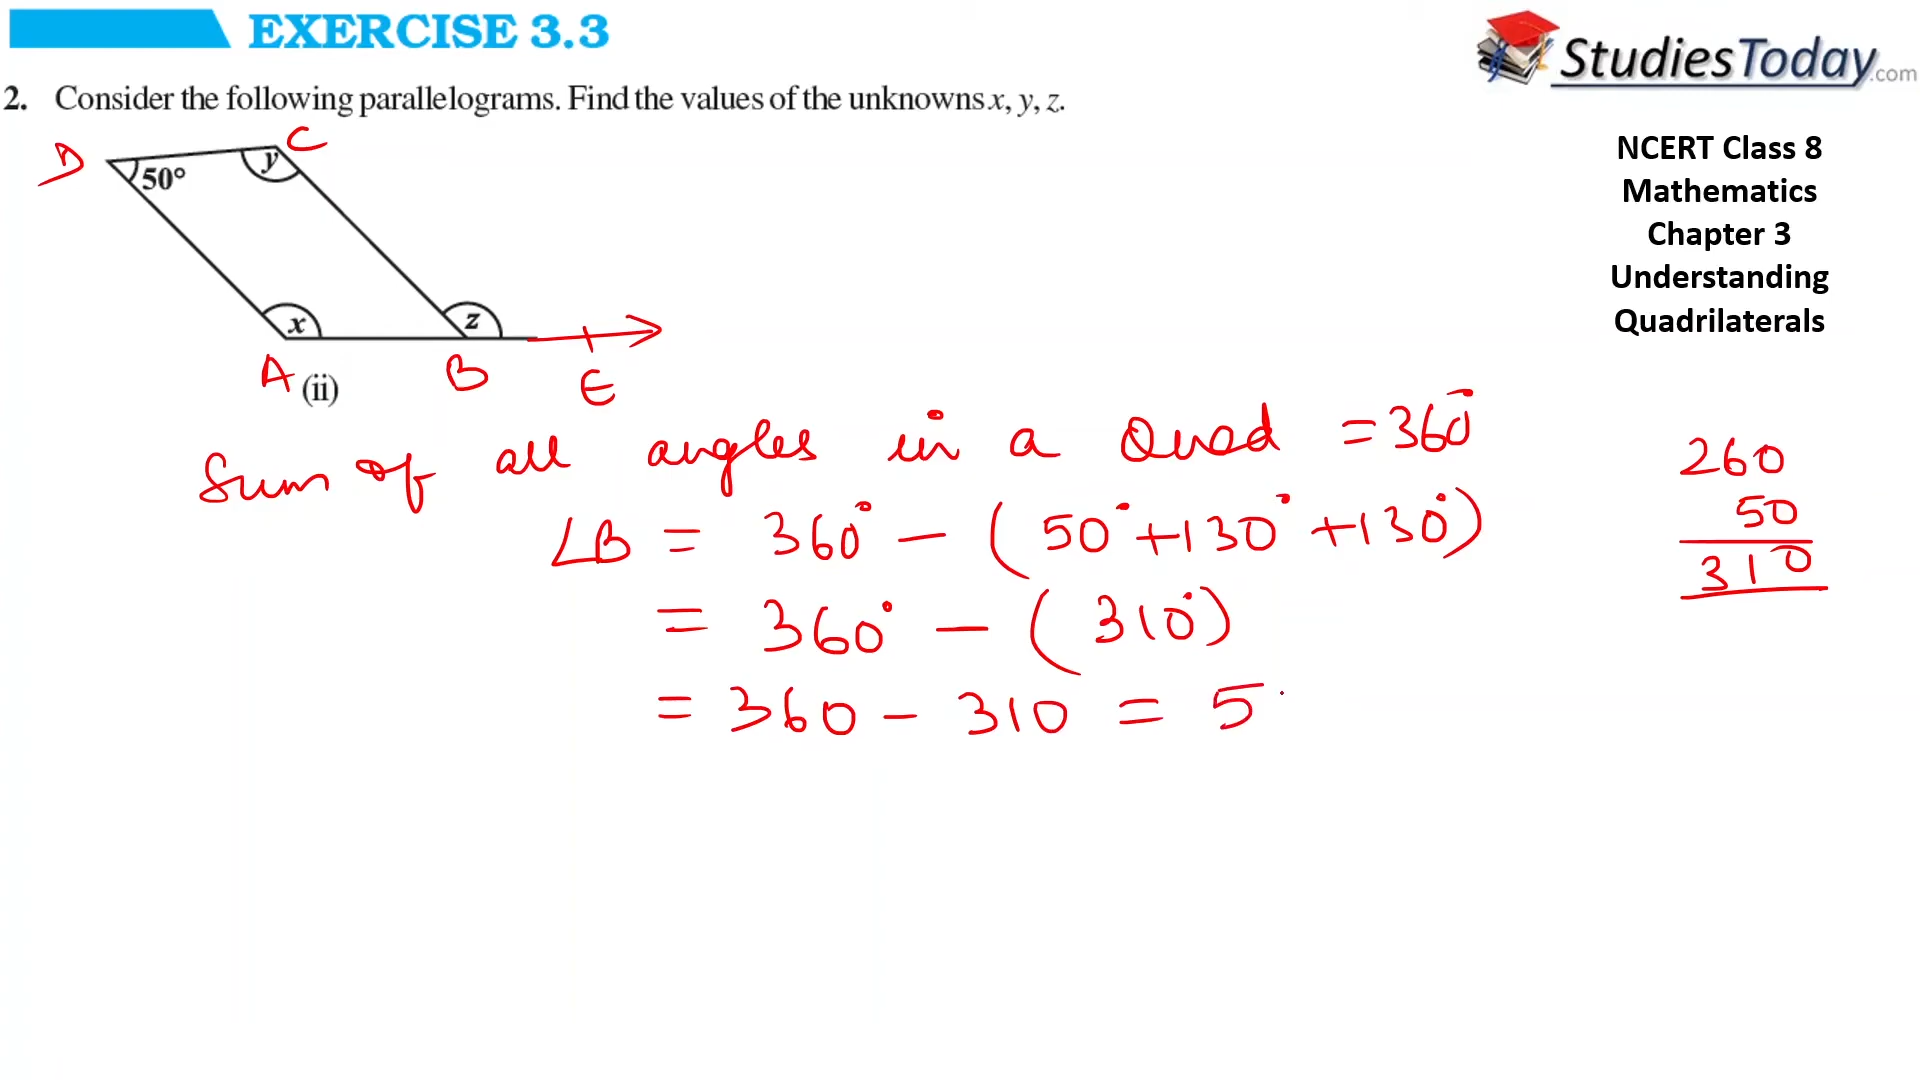 EXERCISE 3.3
StudiesToday.com
2. Consider the following parallelograms. Find the values of the unknowns x, y, z.
NCERT Class 8
Mathematics
Chapter 3
Understanding
Quadrilaterals
D
C
50°
y
x
z
A
B
E
(ii)
Sum of all angles in a Quad = 360°
∠B = 360° - (50° + 130° + 130°)
= 360° - (310°)
= 360 - 310 = 5
260
50
310